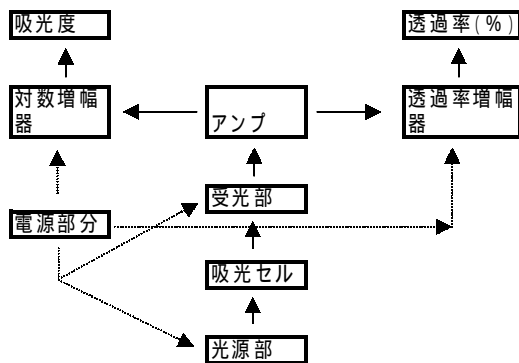 吸光度
透過率(%)
対数増幅
器
アンプ
透過率増幅
器
受光部
電源部分
吸光セル
光源部